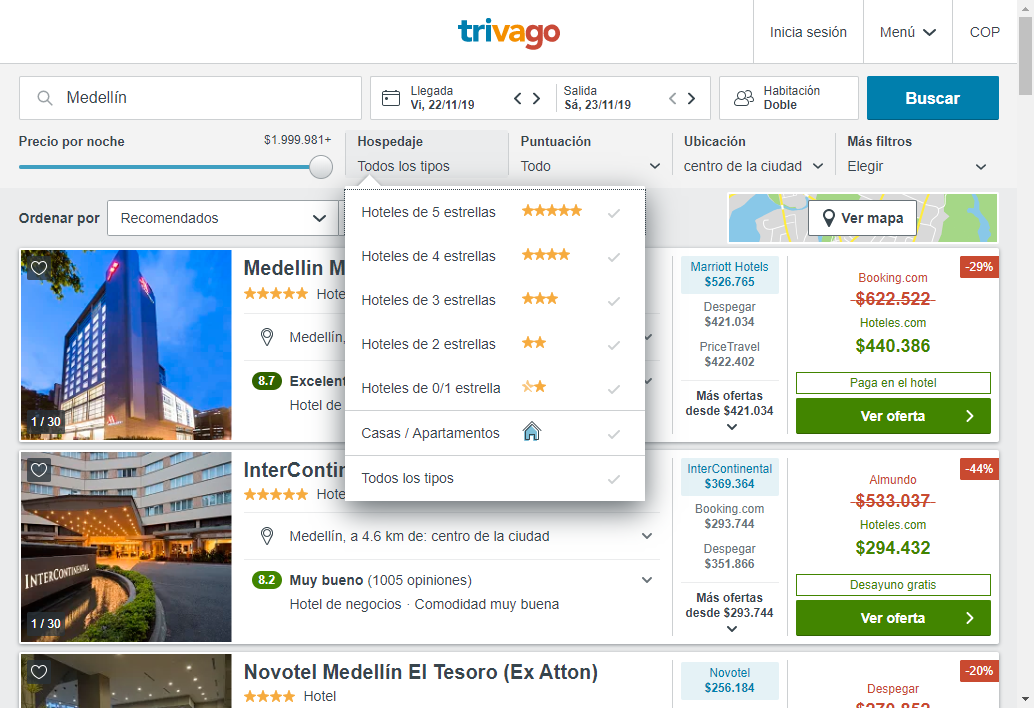 trivago
Inicia sesión
Menú
COP
Medellín
Llegada
Vi, 22/11/19
Salida
Sá, 23/11/19
Habitación
Doble
Buscar
Precio por noche
$1.999.981+
Hospedaje
Todos los tipos
Puntuación
Todo
Ubicación
centro de la ciudad
Más filtros
Elegir
Ordenar por
Recomendados
Ver mapa
Hoteles de 5 estrellas
Hoteles de 4 estrellas
Hoteles de 3 estrellas
Hoteles de 2 estrellas
Hoteles de 0/1 estrella
Casas / Apartamentos
Todos los tipos
1 / 30
Medellin M
Hote
Medellín,
8.7 Excelent
Hotel de
Marriott Hotels
$526.765
Despegar
$421.034
PriceTravel
$422.402
Más ofertas
desde $421.034
-29%
Booking.com
$622.522
Hoteles.com
$440.386
Paga en el hotel
Ver oferta
INTERCONTINENTAL
1 / 30
InterContin
Hote
Medellín, a 4.6 km de: centro de la ciudad
8.2 Muy bueno (1005 opiniones)
Hotel de negocios · Comodidad muy buena
InterContinental
$369.364
Booking.com
$293.744
Despegar
$351.866
Más ofertas
desde $293.744
-44%
Almundo
$533.037
Hoteles.com
$294.432
Desayuno gratis
Ver oferta
Novotel Medellín El Tesoro (Ex Atton)
Hotel
Novotel
$256.184
-20%
Despegar